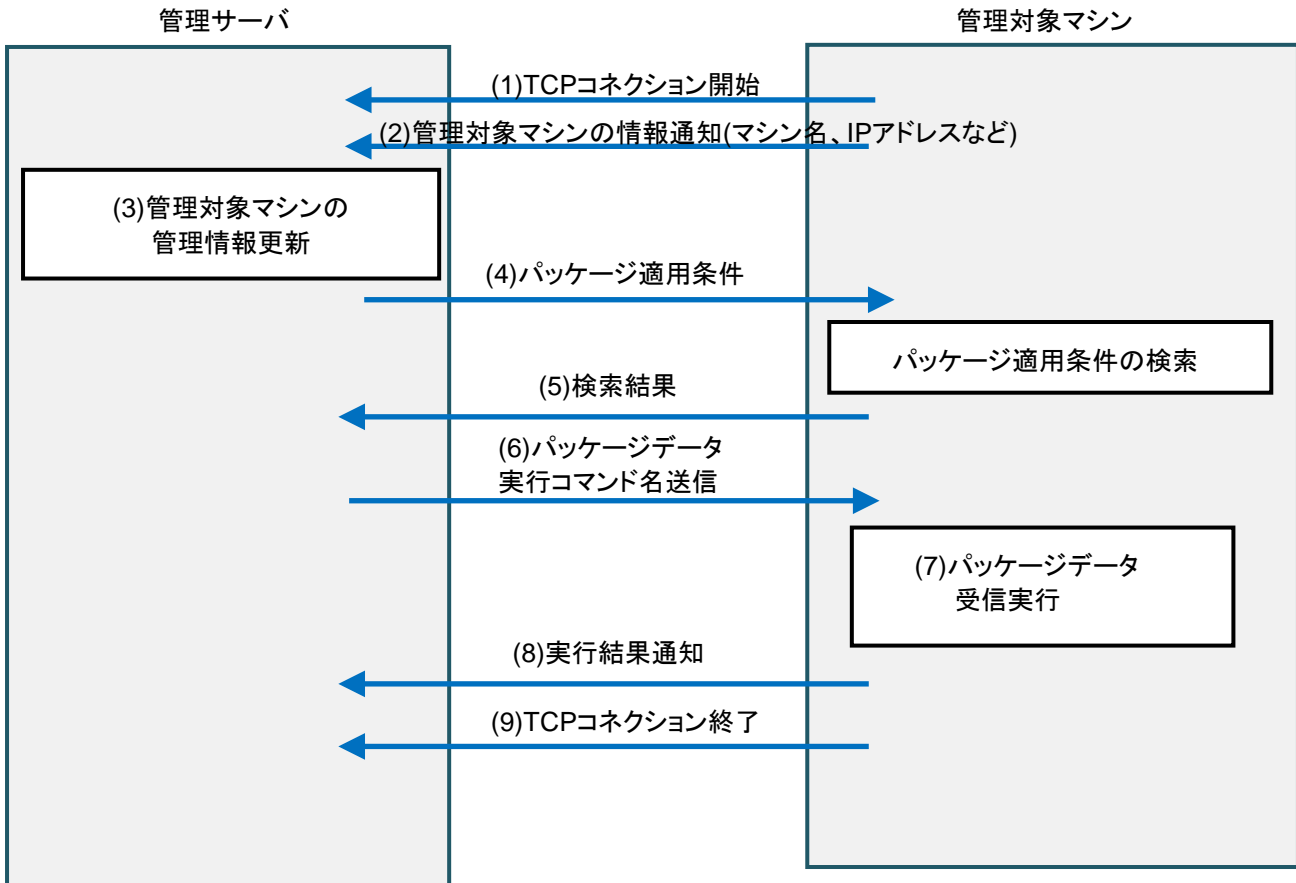 管理サーバ
管理対象マシン
(1)TCPコネクション開始
(2)管理対象マシンの情報通知(マシン名、IPアドレスなど)
(3)管理対象マシンの
管理情報更新
(4)パッケージ適用条件
パッケージ適用条件の検索
(5)検索結果
(6)パッケージデータ
実行コマンド名送信
(7)パッケージデータ
受信実行
(8)実行結果通知
(9)TCPコネクション終了